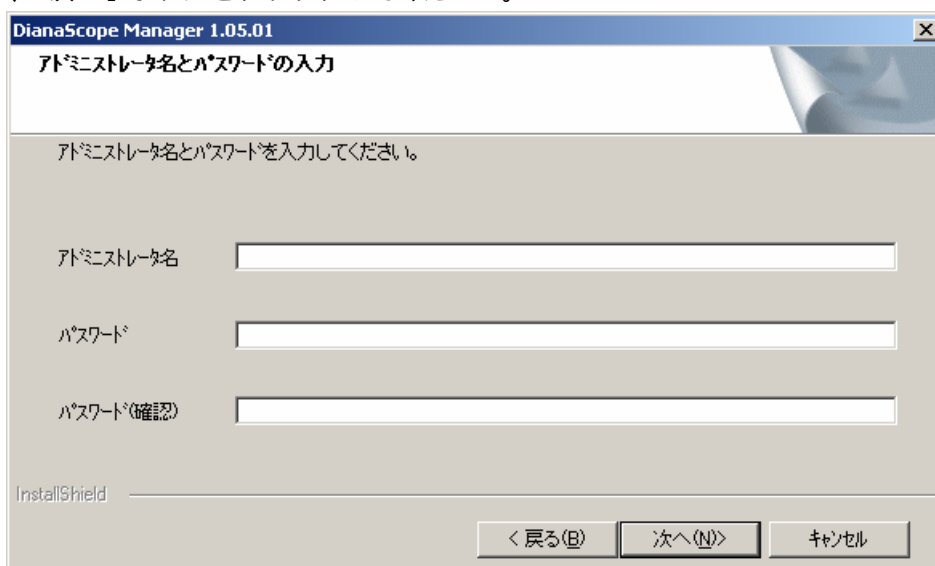 DianaScope Manager 1.05.01
アドミニストレータ名とパスワードの入力
アドミニストレータ名とパスワードを入力してください。
アドミニストレータ名
パスワード
パスワード(確認)
InstallShield
< 戻る(B)
次へ(N)>
キャンセル